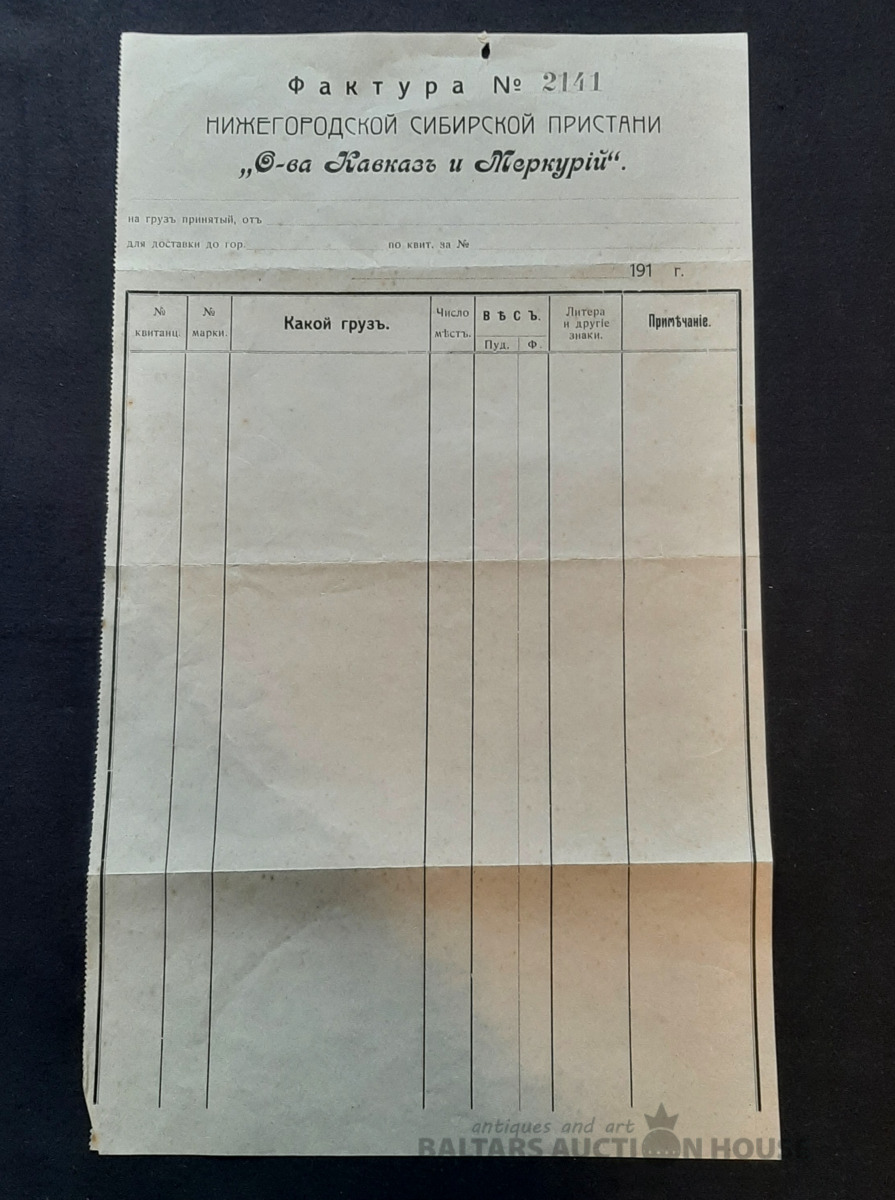 Фактура № 2141
НИЖЕГОРОДСКОЙ СИБИРСКОЙ ПРИСТАНИ
„О-ва Кавказъ и Меркурій“.
на грузъ принятый, отъ
для доставки до гор.
по квит. за №
191 г.
№ квитанц.
№ марки.
Какой грузъ.
Число мѣстъ.
ВѢСЪ.
Пуд.
Ф.
Литера
и другіе
знаки.
Примѣчаніе.
antiques and art
BALTARS AUCTION HOUSE